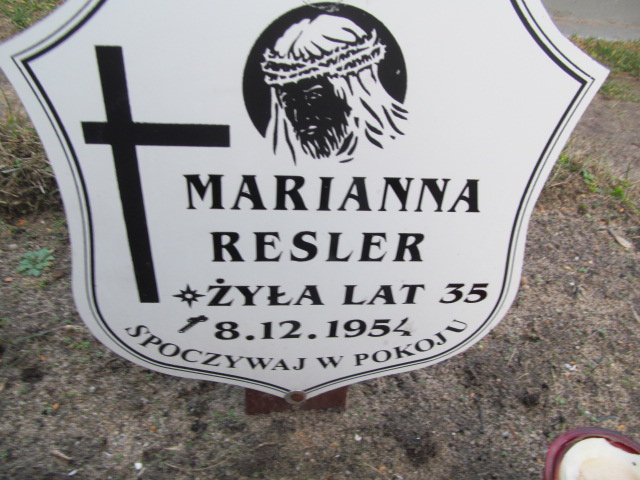 MARIANNA
RESLER
ŻYŁA LAT 35
8.12.1954
SPOCZYWAJ W POKOJU